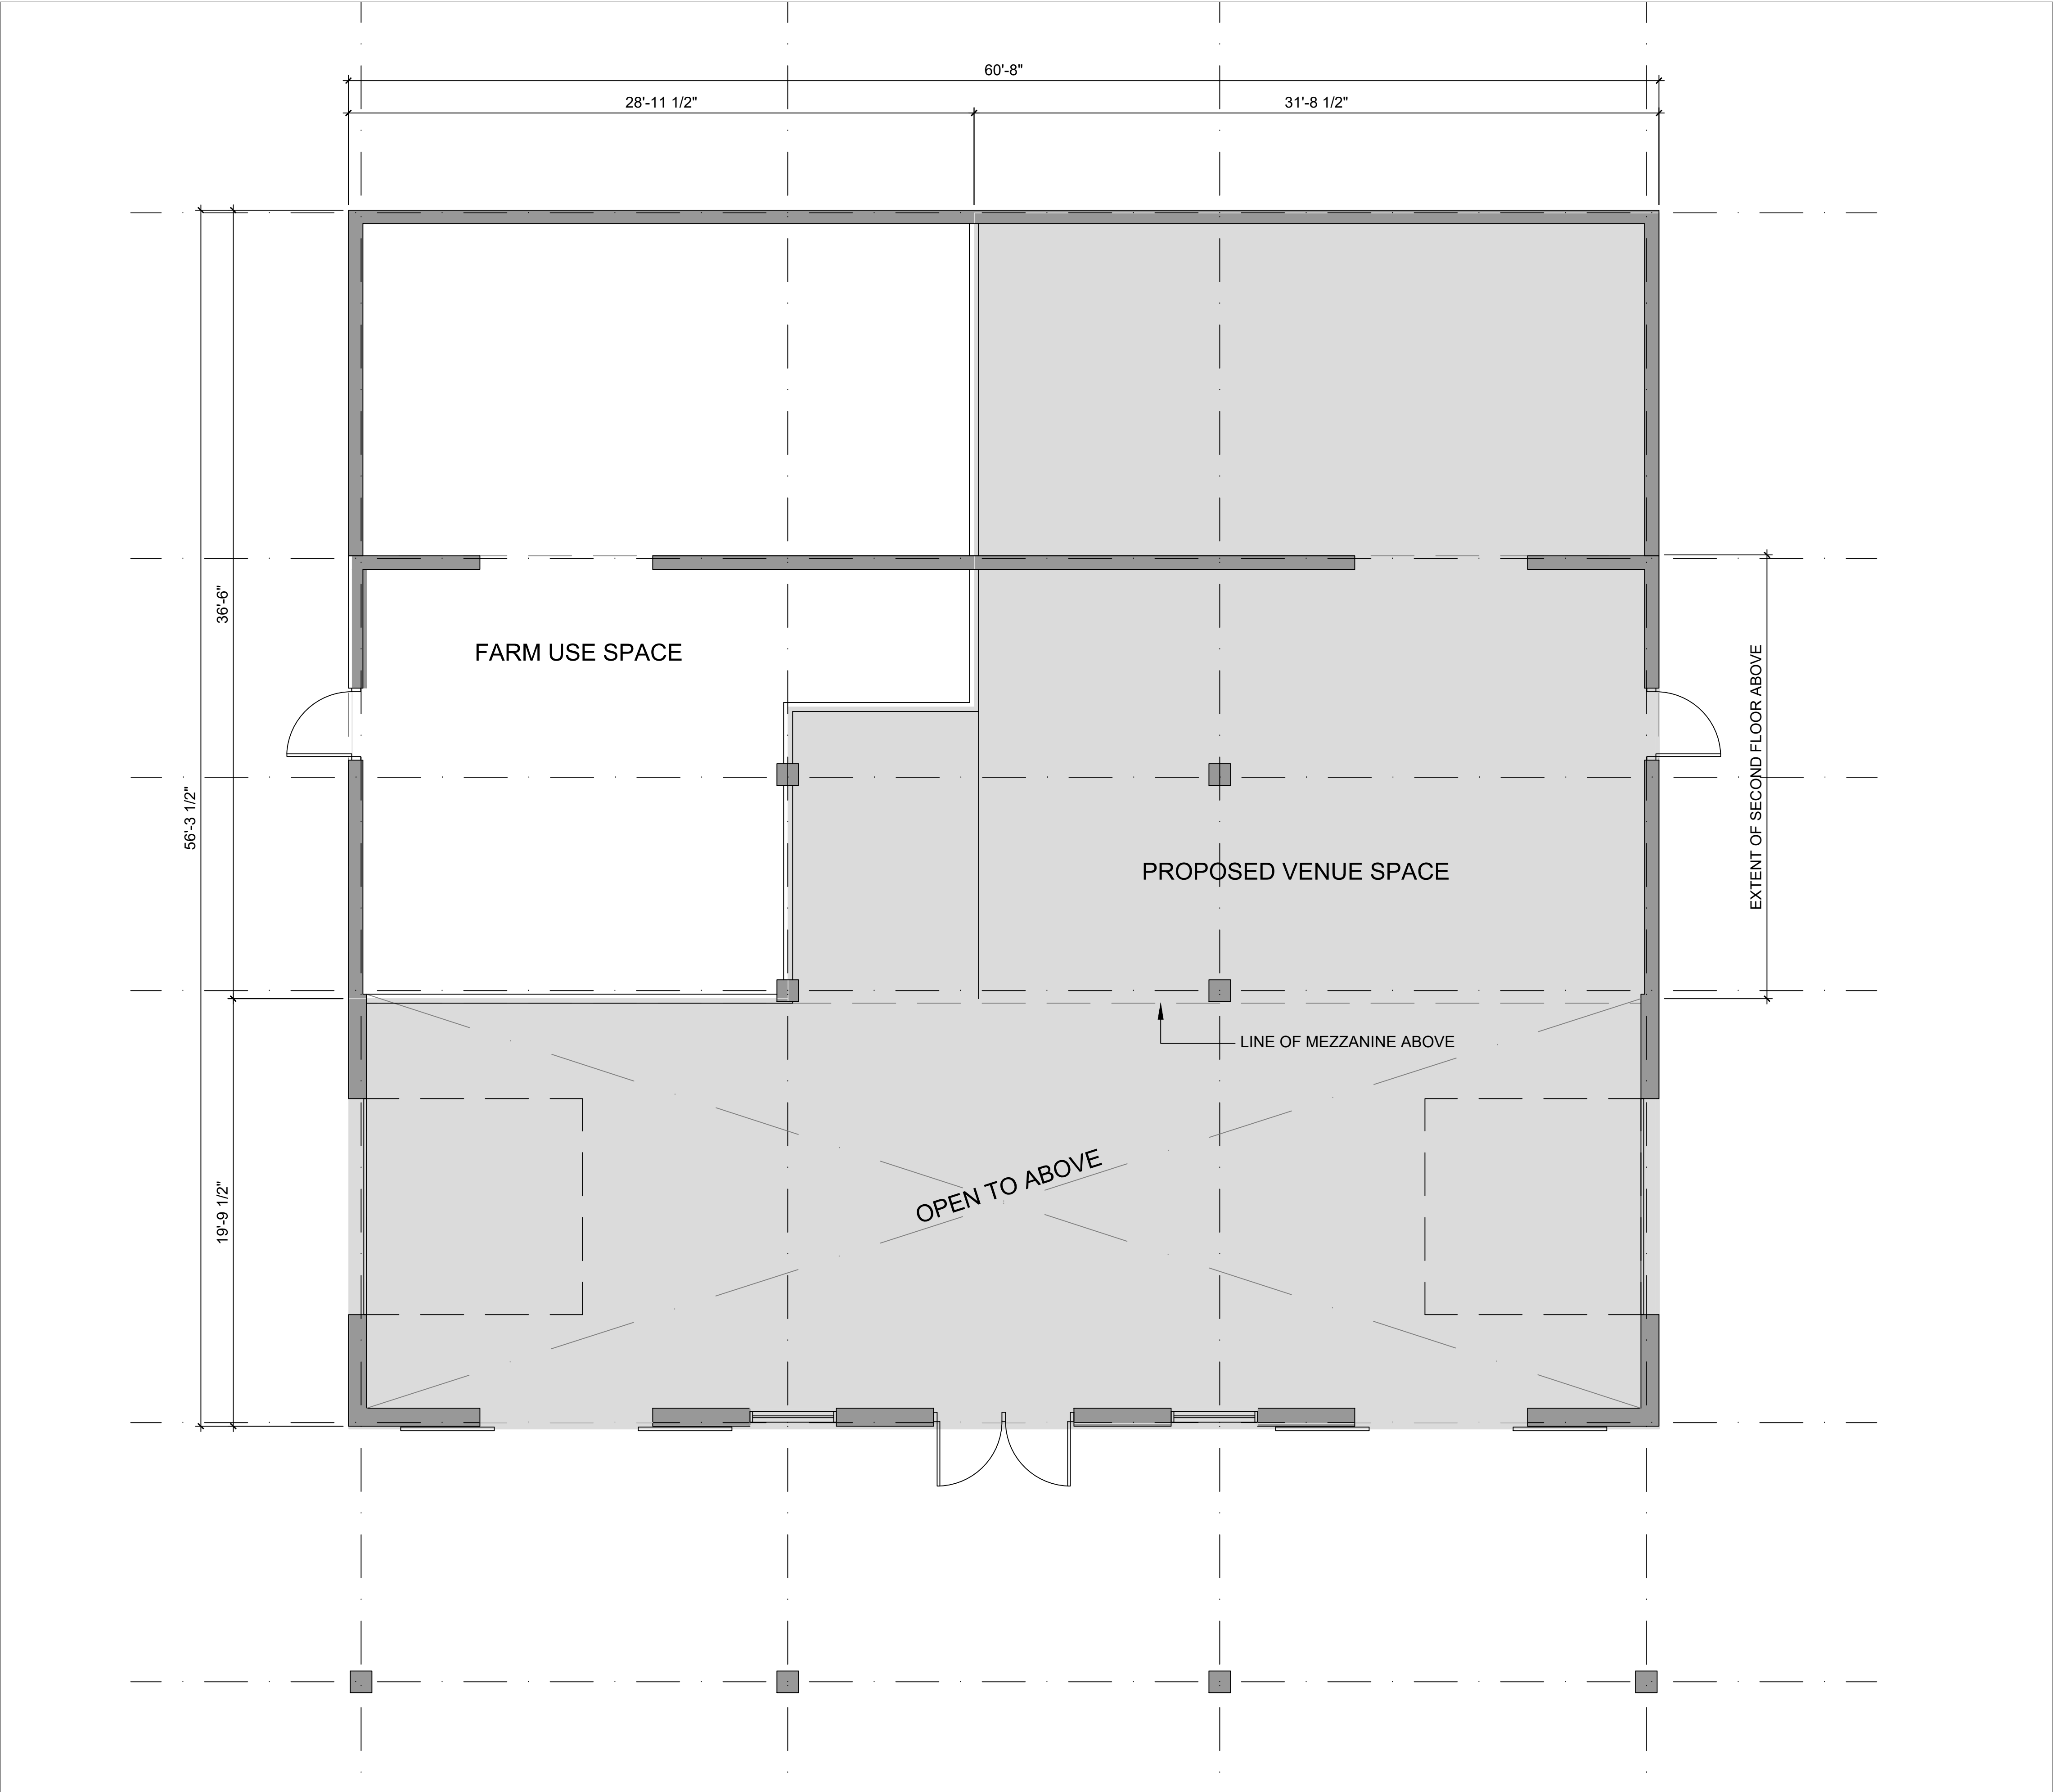 60'-8"
28'-11 1/2"
31'-8 1/2"
36'-6"
FARM USE SPACE
EXTENT OF SECOND FLOOR ABOVE
56'-3 1/2"
PROPOSED VENUE SPACE
LINE OF MEZZANINE ABOVE
OPEN TO ABOVE
19'-9 1/2"